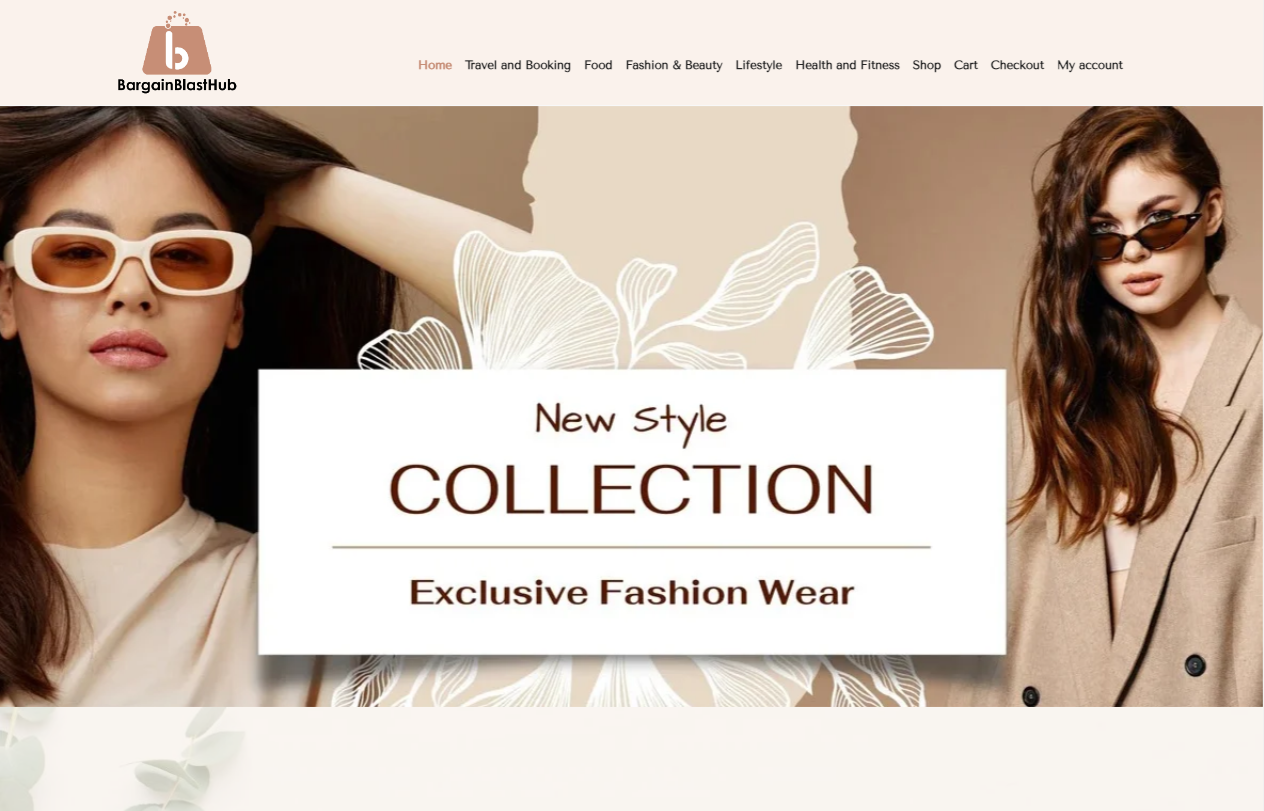 b
BargainBlastHub
Home Travel and Booking Food Fashion & Beauty Lifestyle Health and Fitness Shop Cart Checkout My account
New Style
COLLECTION
Exclusive Fashion Wear